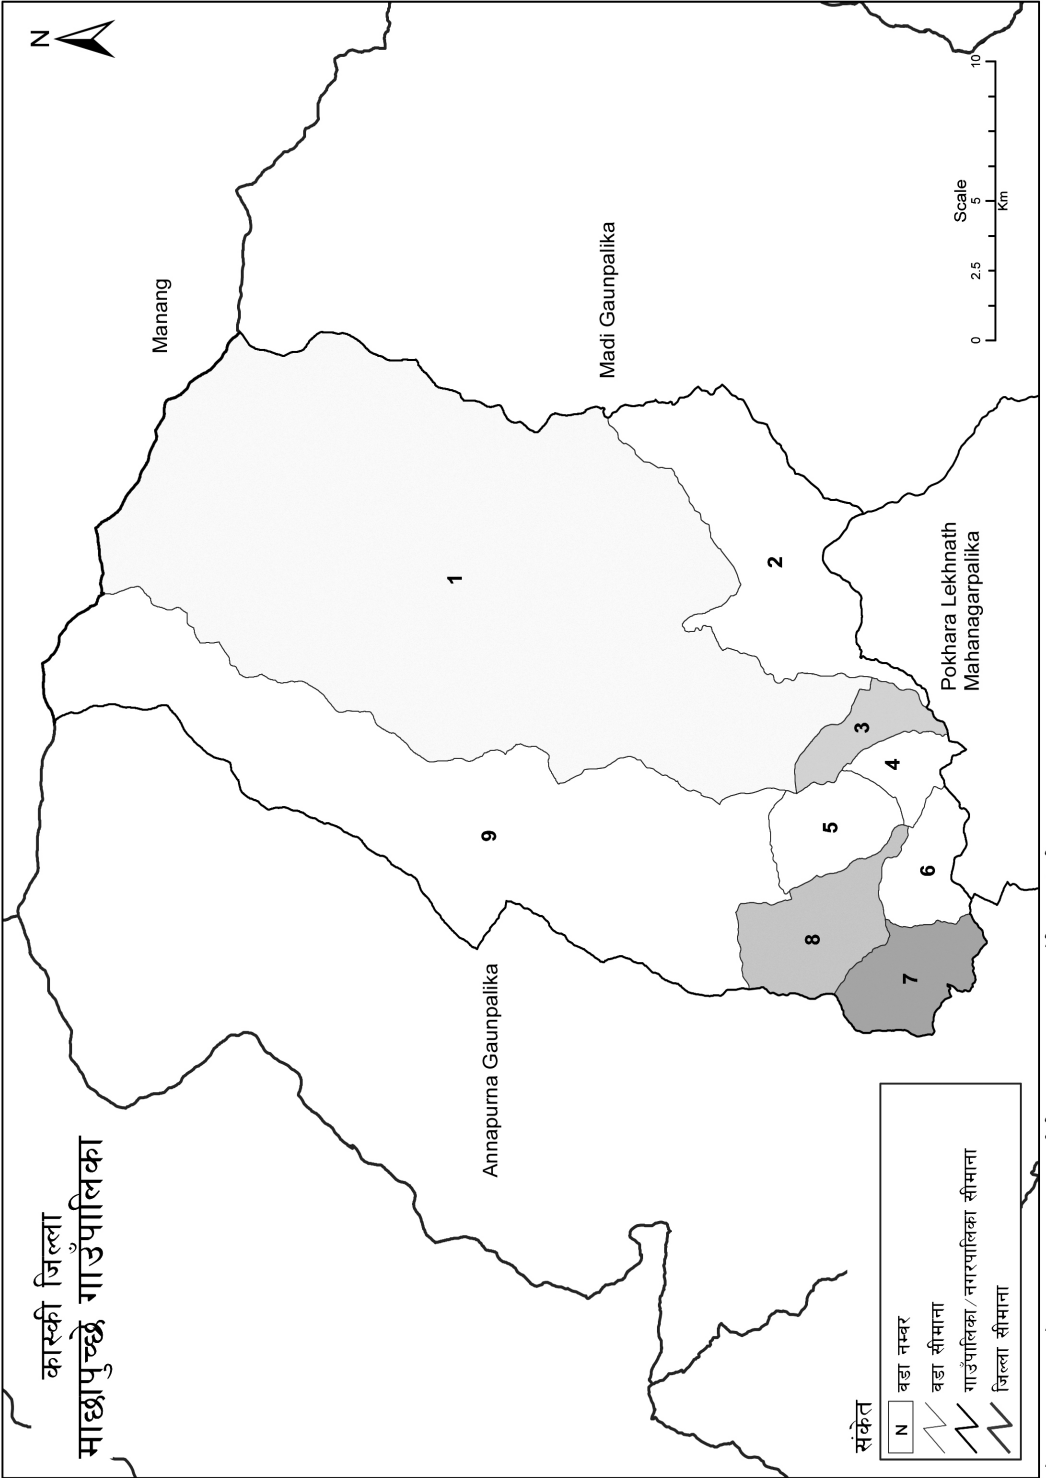 कास्की जिल्ला
माछापुच्छ्रे गाउँपालिका
N
Manang
Annapurna Gaunpalika
Madi Gaunpalika
Pokhara Lekhnath
Mahanagarpalika
1
2
3
4
5
6
7
8
9
संकेत
N वडा नम्बर
वडा सीमाना
गाउँपालिका/नगरपालिका सीमाना
जिल्ला सीमाना
Scale
0 2.5 5 10
Km